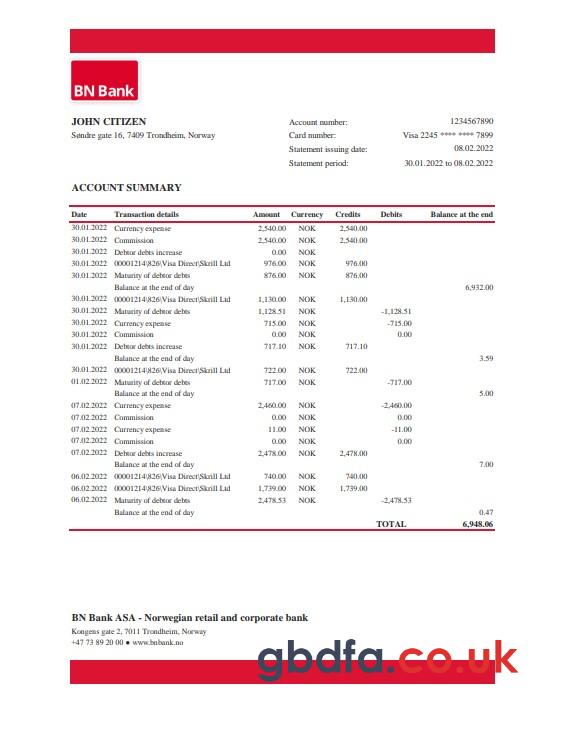 BN Bank
JOHN CITIZEN
Søndre gate 16, 7409 Trondheim, Norway
Account number: 1234567890
Card number: Visa 2245 **** **** 7899
Statement issuing date: 08.02.2022
Statement period: 30.01.2022 to 08.02.2022
ACCOUNT SUMMARY
Date Transaction details Amount Currency Credits Debits Balance at the end
30.01.2022 Currency expense 2,540.00 NOK 2,540.00
30.01.2022 Commission 2,540.00 NOK 2,540.00
30.01.2022 Debtor debts increase 0.00 NOK
30.01.2022 00001214\826\Visa Direct\Skrill Ltd 976.00 NOK 976.00
30.01.2022 Maturity of debtor debts 876.00 NOK 876.00
Balance at the end of day 6,932.00
30.01.2022 00001214\826\Visa Direct\Skrill Ltd 1,130.00 NOK 1,130.00
30.01.2022 Maturity of debtor debts 1,128.51 NOK -1,128.51
30.01.2022 Currency expense 715.00 NOK -715.00
30.01.2022 Commission 0.00 NOK 0.00
30.01.2022 Debtor debts increase 717.10 NOK 717.10
Balance at the end of day 3.59
30.01.2022 00001214\826\Visa Direct\Skrill Ltd 722.00 NOK 722.00
01.02.2022 Maturity of debtor debts 717.00 NOK -717.00
Balance at the end of day 5.00
07.02.2022 Currency expense 2,460.00 NOK -2,460.00
07.02.2022 Commission 0.00 NOK 0.00
07.02.2022 Currency expense 11.00 NOK -11.00
07.02.2022 Commission 0.00 NOK 0.00
07.02.2022 Debtor debts increase 2,478.00 NOK 2,478.00
Balance at the end of day 7.00
06.02.2022 00001214\826\Visa Direct\Skrill Ltd 740.00 NOK 740.00
06.02.2022 00001214\826\Visa Direct\Skrill Ltd 1,739.00 NOK 1,739.00
06.02.2022 Maturity of debtor debts 2,478.53 NOK -2,478.53
Balance at the end of day 0.47
TOTAL 6,948.06
BN Bank ASA - Norwegian retail and corporate bank
Kongens gate 2, 7011 Trondheim, Norway
+47 73 89 20 00 ● www.bnbank.no
gbdfa.co.uk